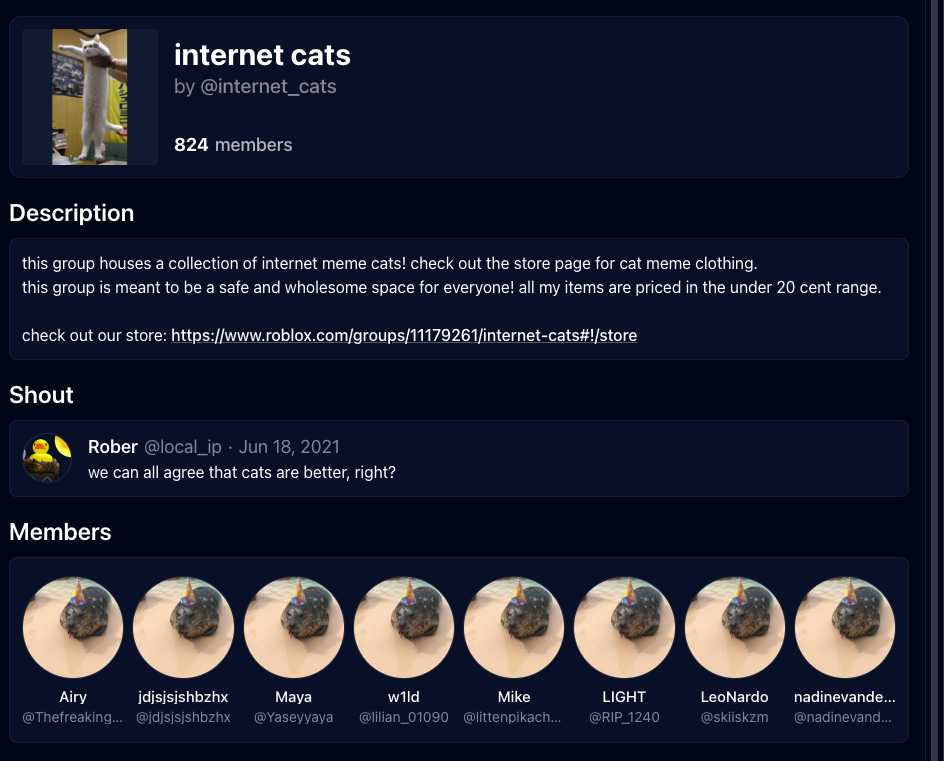 internet cats
by @internet_cats
824 members
Description
this group houses a collection of internet meme cats! check out the store page for cat meme clothing.
this group is meant to be a safe and wholesome space for everyone! all my items are priced in the under 20 cent range.
check out our store: https://www.roblox.com/groups/11179261/internet-cats#!/store
Shout
Rober @local_ip · Jun 18, 2021
we can all agree that cats are better, right?
Members
Airy jdjsjsjshbzhx Maya w1ld Mike LIGHT LeoNardo nadinevande...
@Thefreaking... @jdjsjsjshbzhx @Yaseyyaya @lilian_01090 @littenpikach... @RIP_1240 @skiiskzm @nadinevand...